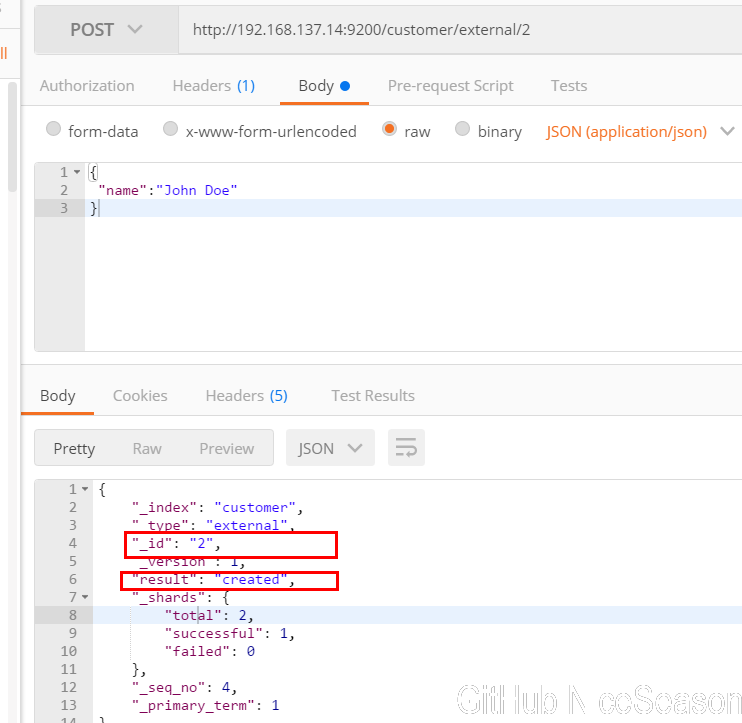 POST
http://192.168.137.14:9200/customer/external/2
ll
Authorization Headers (1) Body Pre-request Script Tests
form-data x-www-form-urlencoded raw binary JSON (application/json)
1 {
2 "name":"John Doe"
3 }
Body Cookies Headers (5) Test Results
Pretty Raw Preview JSON
1 {
2 "_index": "customer",
3 "_type": "external",
4 "_id": "2",
5 "_version": 1,
6 "result": "created",
7 "_shards": {
8 "total": 2,
9 "successful": 1,
10 "failed": 0
11 },
12 "_seq_no": 4,
13 "_primary_term": 1
14 }
GitHub NiceSeason